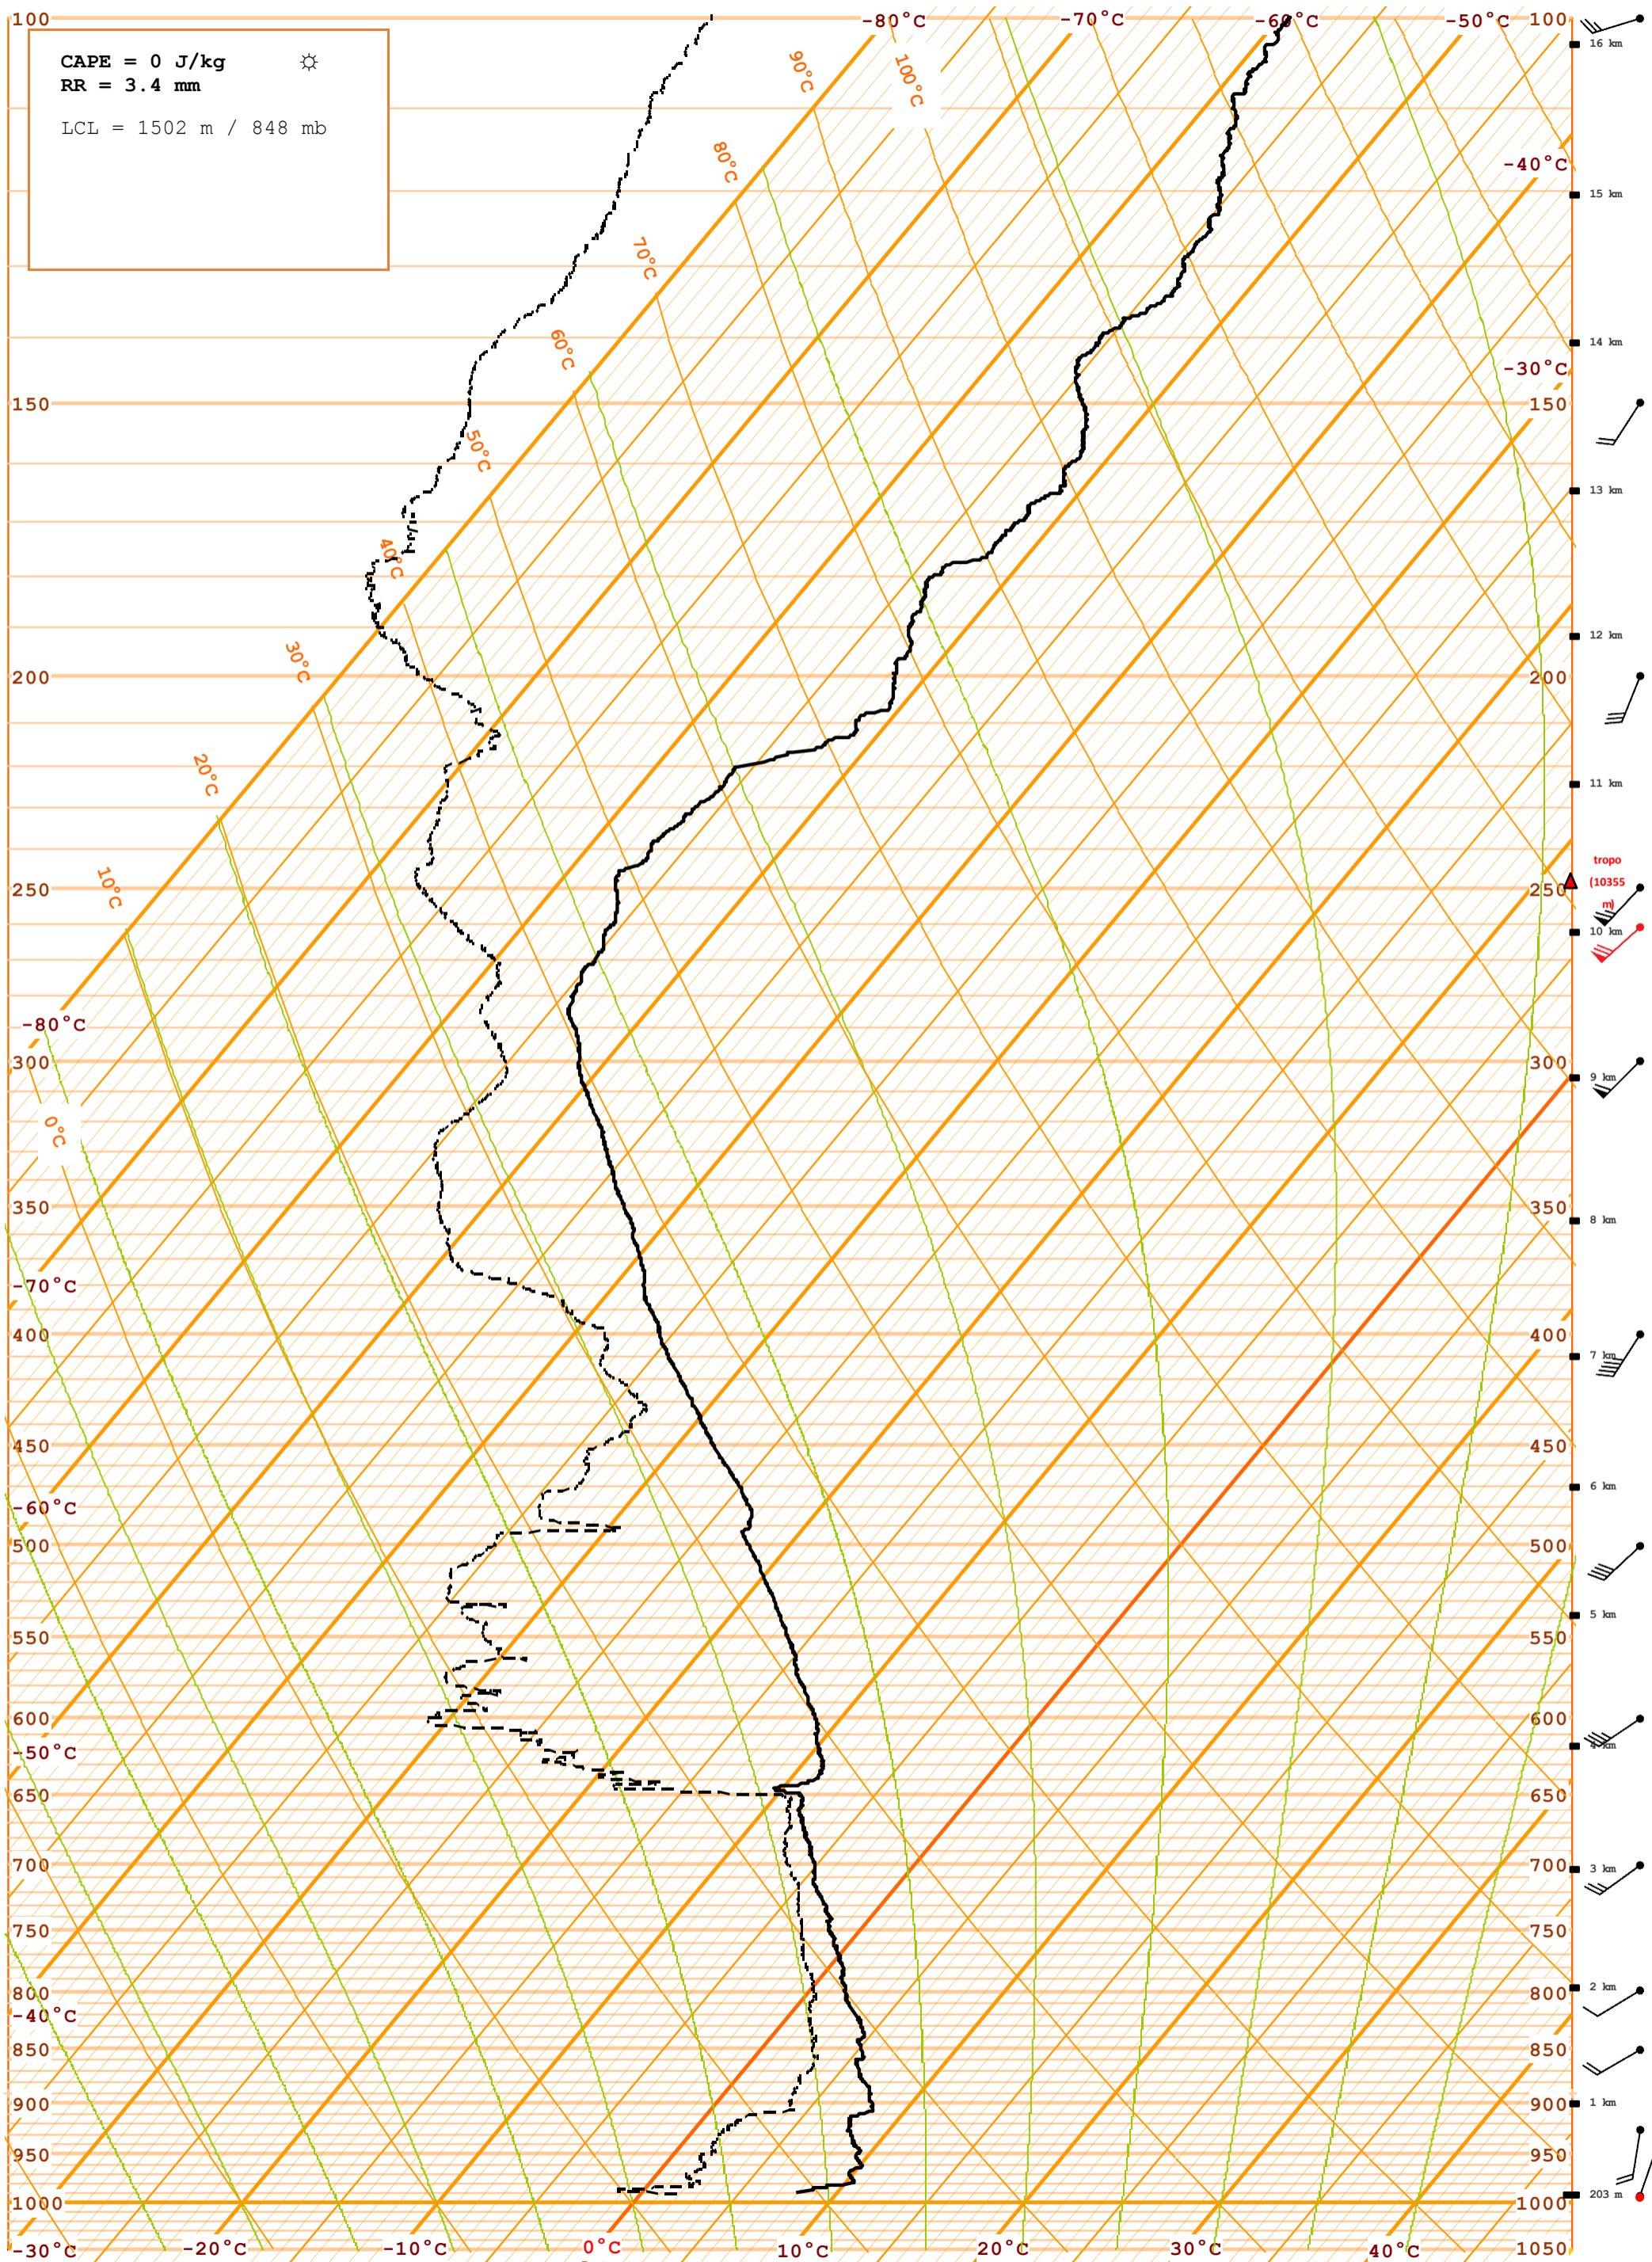 100 -80°C -70°C -60°C -50°C 100
16 km
CAPE = 0 J/kg ☼
RR = 3.4 mm
LCL = 1502 m / 848 mb
90°C 100°C
80°C -40°C
15 km
70°C
60°C 14 km
-30°C
150 150
50°C
13 km
40°C
12 km
30°C
200 200
20°C 11 km
tropo
10°C 250 250 (10355
m)
10 km
-80°C
300 300
9 km
0°C
350 350
8 km
-70°C
400 400
7 km
450 450
6 km
-60°C
500 500
5 km
550 550
600 600
-50°C 4 km
650 650
700 700
3 km
750 750
800 800
2 km
-40°C
850 850
900 900
1 km
950 950
203 m
1000 1000
-30°C -20°C -10°C 0°C 10°C 20°C 30°C 40°C 1050